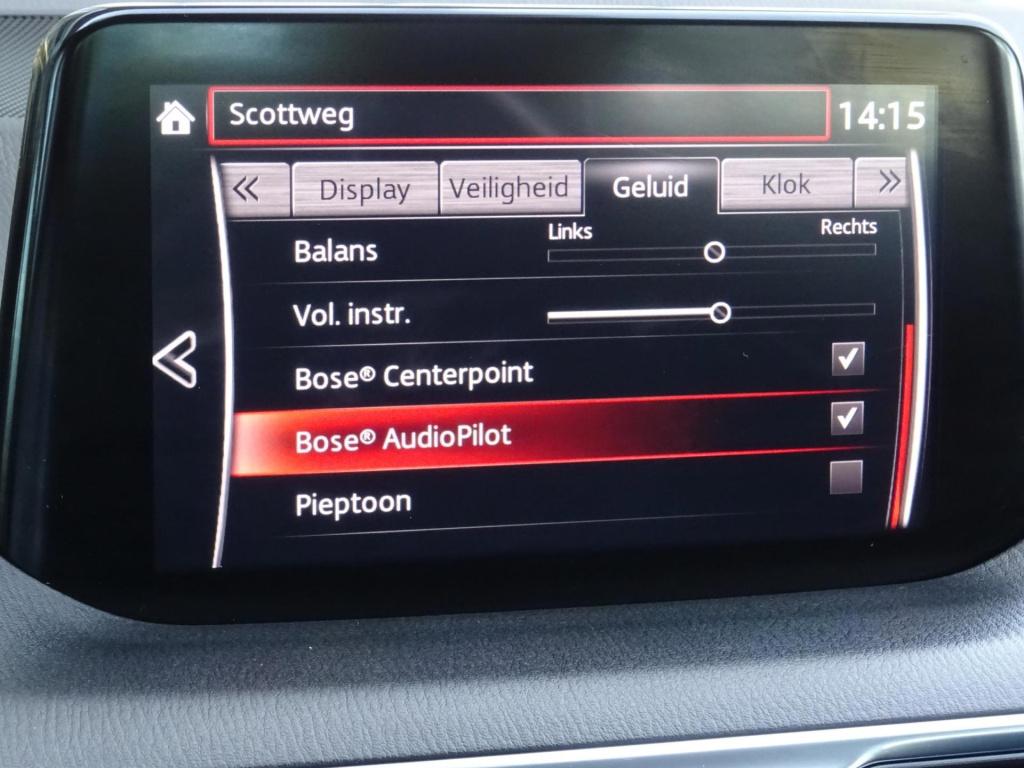 Scottweg 14:15
« Display Veiligheid Geluid Klok »
Links Rechts
Balans
Vol. instr.
Bose® Centerpoint
Bose® AudioPilot
Pieptoon